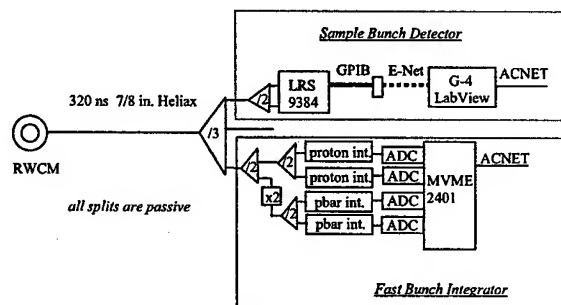 Sample Bunch Detector
GPIB
E-Net
320 ns 7/8 in. Heliax
/2
LRS
9384
G-4
LabView
ACNET
/3
RWCM
proton int.
ADC
/2
/2
proton int.
ADC
MVME
2401
ACNET
x2
pbar int.
ADC
/2
pbar int.
ADC
all splits are passive
Fast Bunch Integrator